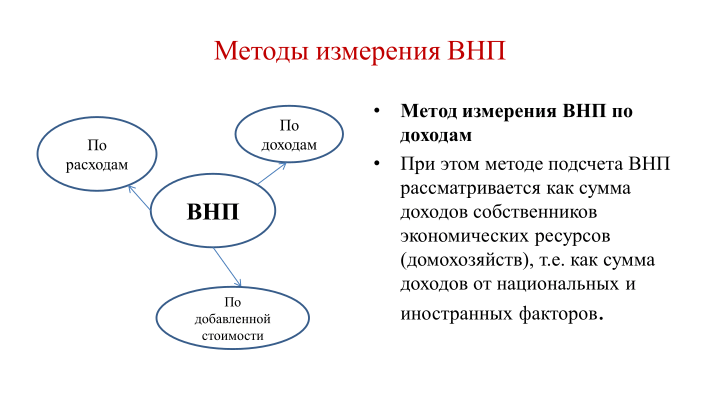 Методы измерения ВНП
По
расходам
По
доходам
ВНП
По
добавленной
стоимости
• Метод измерения ВНП по
доходам
• При этом методе подсчета ВНП
рассматривается как сумма
доходов собственников
экономических ресурсов
(домохозяйств), т.е. как сумма
доходов от национальных и
иностранных факторов.